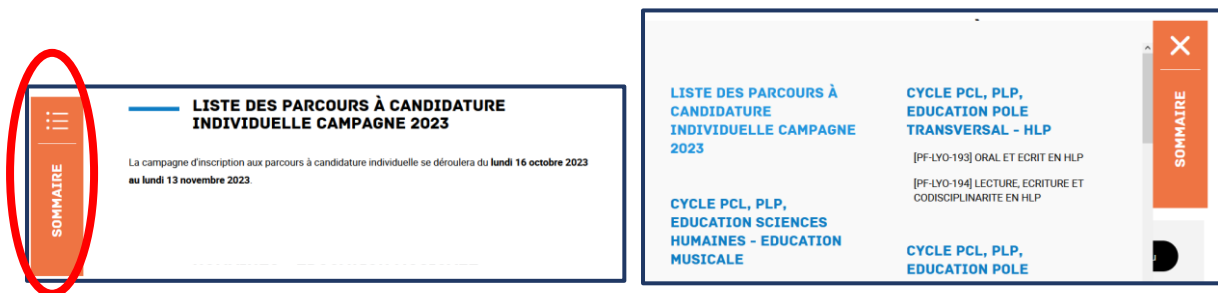 SOMMAIRE
LISTE DES PARCOURS À CANDIDATURE
INDIVIDUELLE CAMPAGNE 2023
La campagne d'inscription aux parcours à candidature individuelle se déroulera du lundi 16 octobre 2023
au lundi 13 novembre 2023.
LISTE DES PARCOURS À
CANDIDATURE
INDIVIDUELLE CAMPAGNE
2023
CYCLE PCL, PLP,
EDUCATION SCIENCES
HUMAINES - EDUCATION
MUSICALE
CYCLE PCL, PLP,
EDUCATION POLE
TRANSVERSAL - HLP
[PF-LYO-193] ORAL ET ECRIT EN HLP
[PF-LYO-194] LECTURE, ECRITURE ET
CODISCIPLINARITE EN HLP
CYCLE PCL, PLP,
EDUCATION POLE
SOMMAIRE